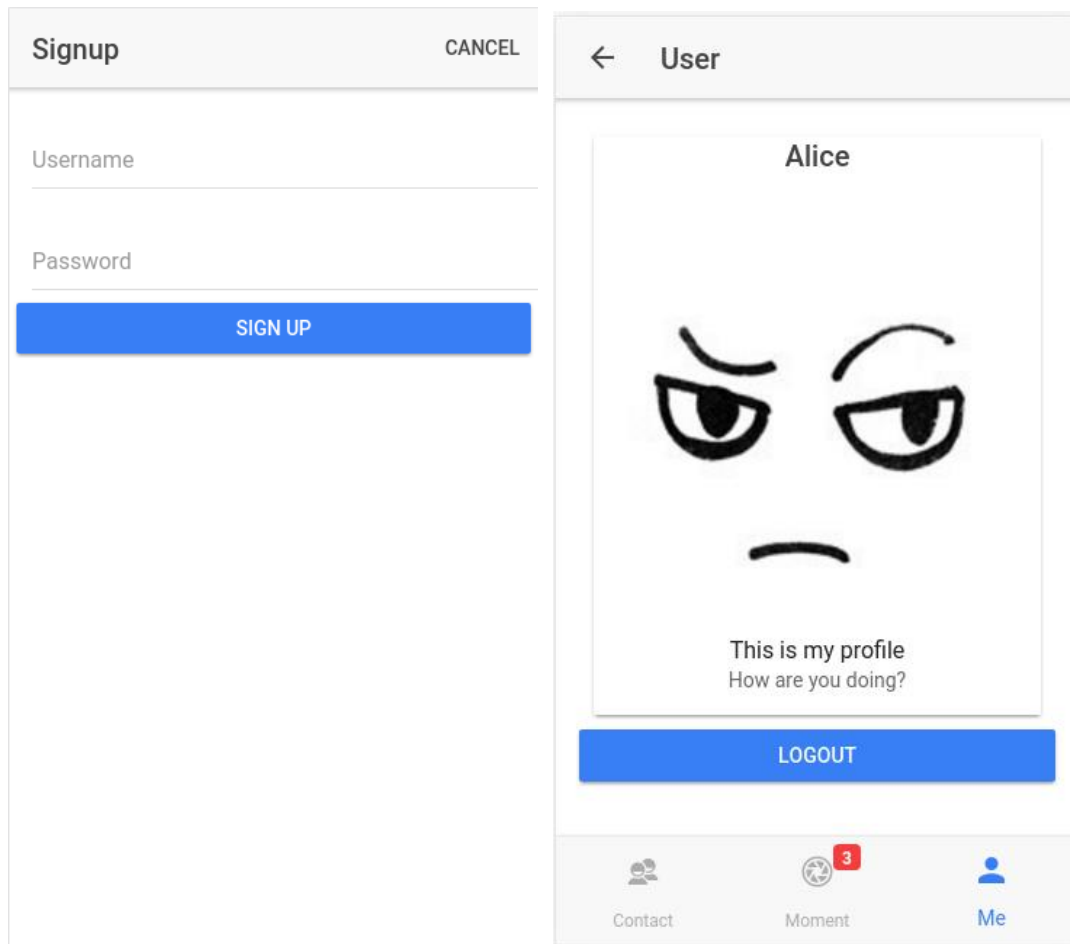 Signup
CANCEL
Username
Password
SIGN UP
User
Alice
This is my profile
How are you doing?
LOGOUT
3
Contact
Moment
Me